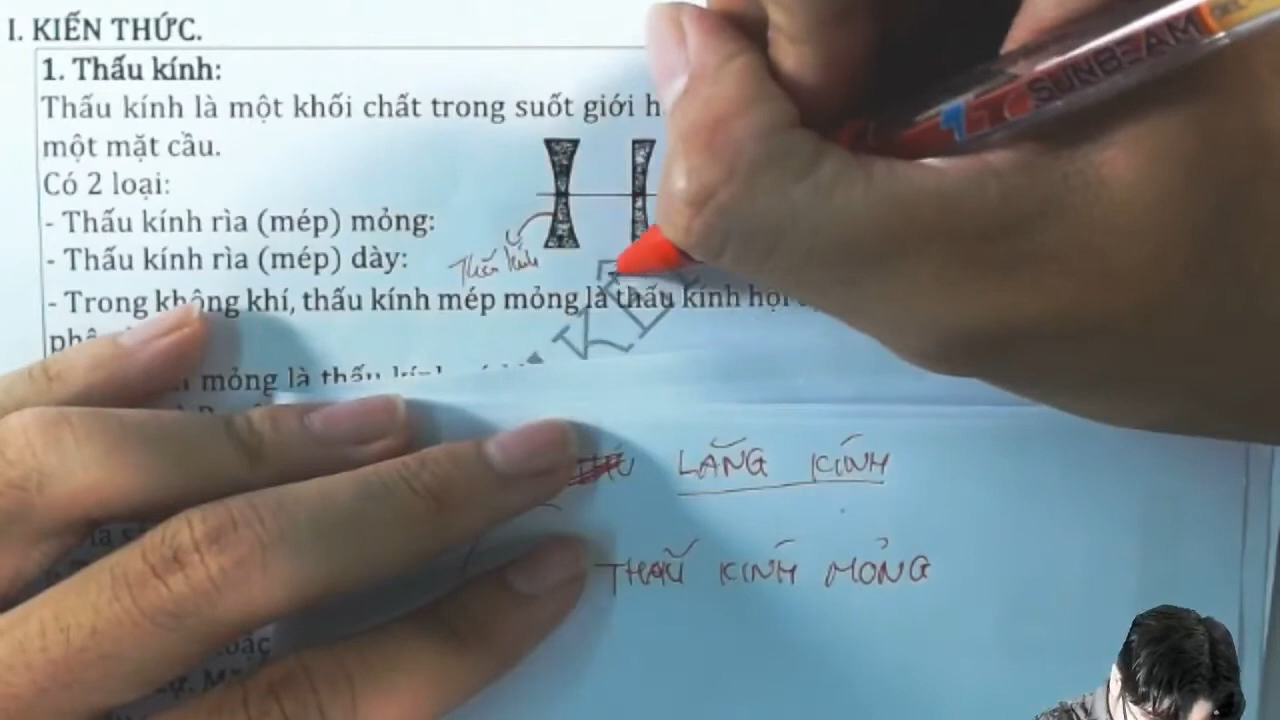 I. KIẾN THỨC.
1. Thấu kính:
Thấu kính là một khối chất trong suốt giới h
một mặt cầu.
Có 2 loại:
- Thấu kính rìa (mép) mỏng:
- Thấu kính rìa (mép) dày:
Thấu kính
- Trong không khí, thấu kính mép mỏng là thấu kính hội
mỏng là thấu kính
LĂNG KÍNH
THẤU KÍNH MỎNG
oặc
SUNBEAM